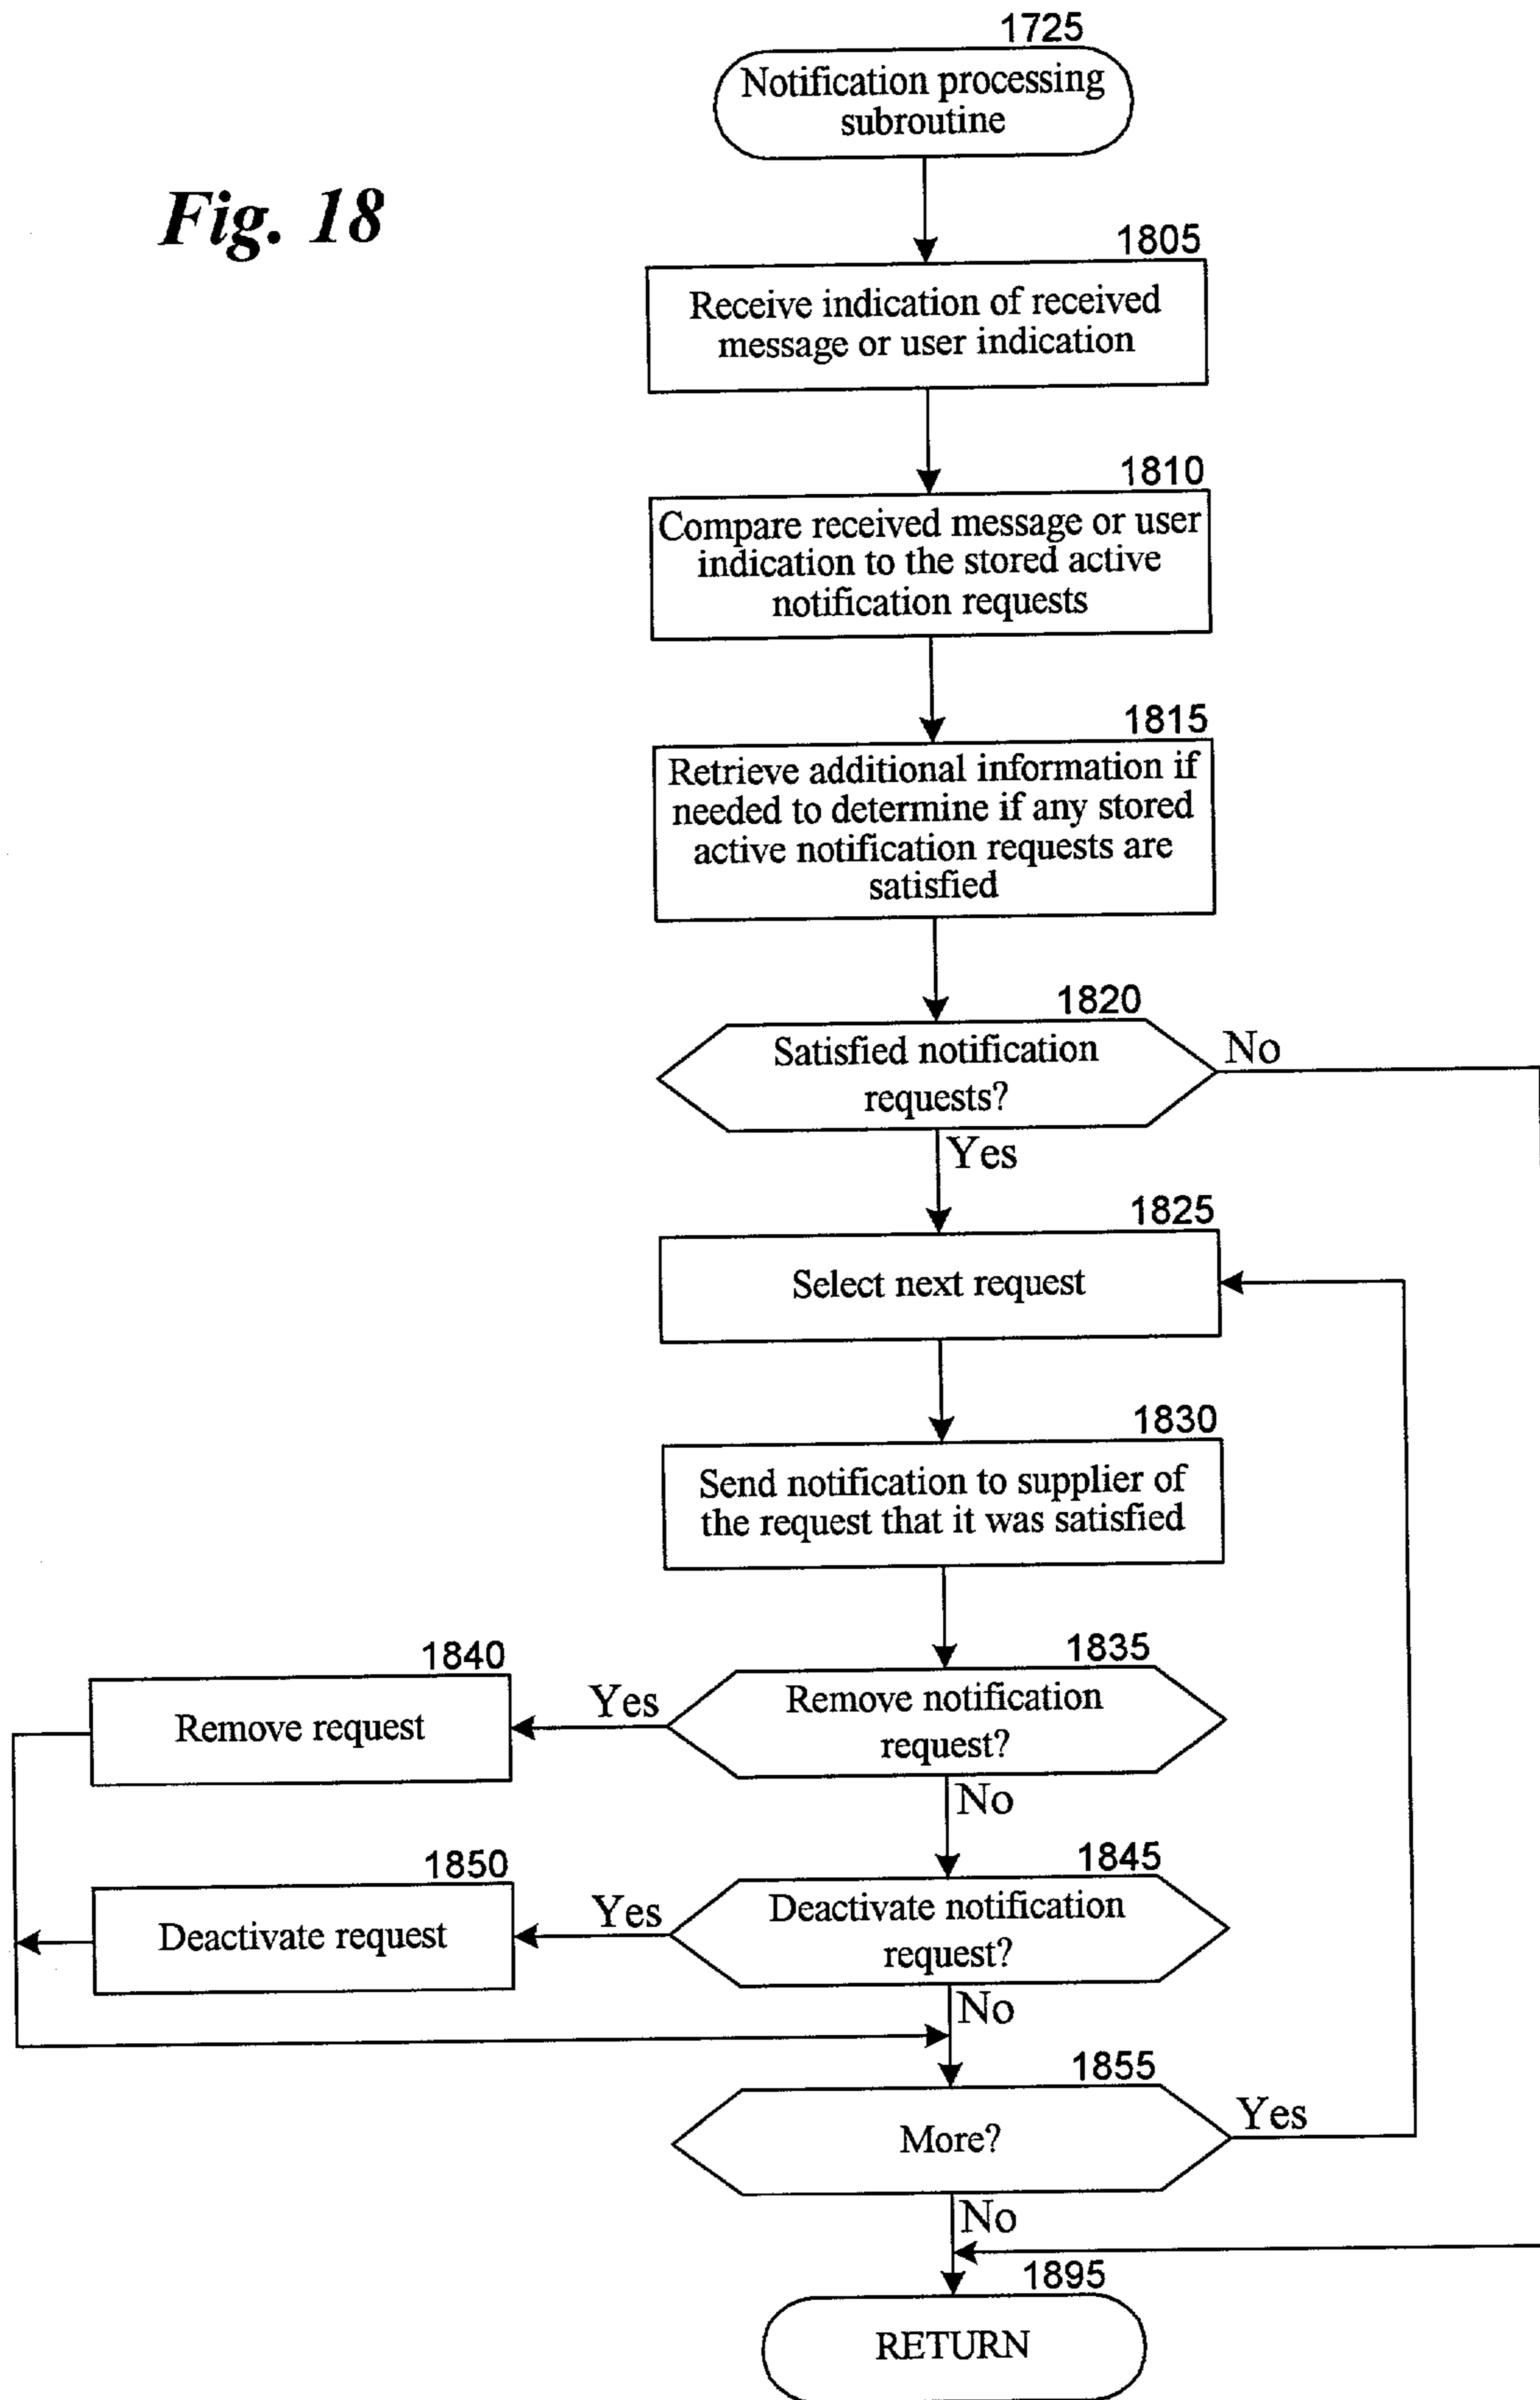 1725
Notification processing
subroutine
Fig. 18
1805
Receive indication of received
message or user indication
1810
Compare received message or user
indication to the stored active
notification requests
1815
Retrieve additional information if
needed to determine if any stored
active notification requests are
satisfied
1820
Satisfied notification
requests?
No
Yes
1825
Select next request
1830
Send notification to supplier of
the request that it was satisfied
1835
Remove notification
request?
Yes
1840
Remove request
No
1845
Deactivate notification
request?
Yes
1850
Deactivate request
No
1855
More?
Yes
No
1895
RETURN